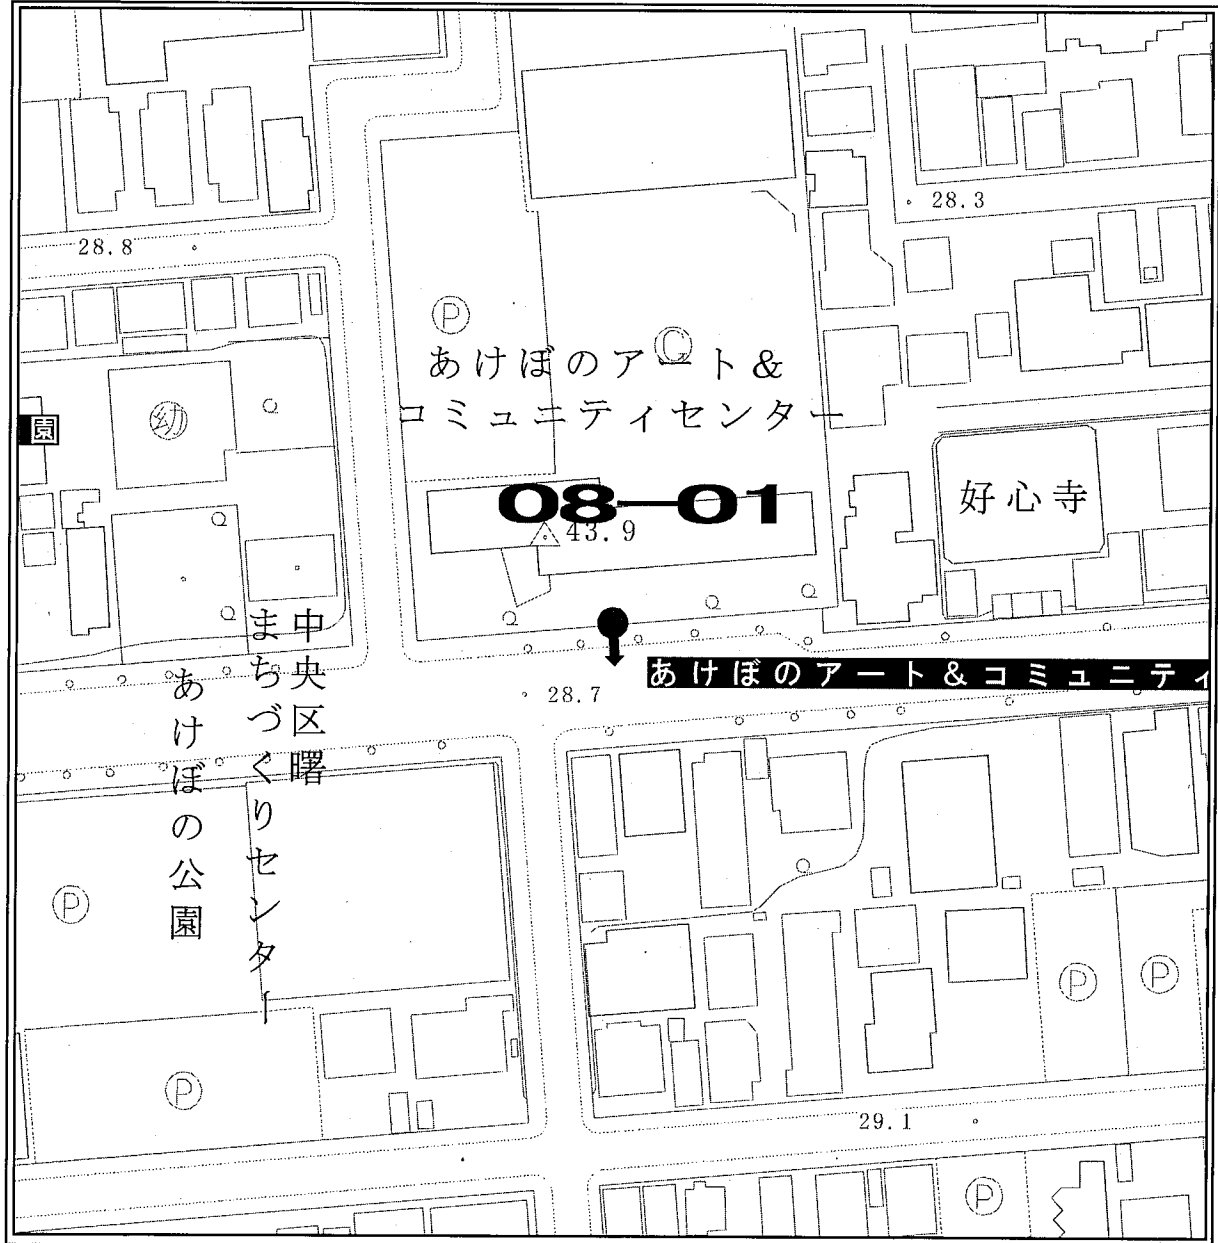 28.3
28.8
P
あけぼのアート&
コミュニティセンター
G
幼
園
08-01
43.9
好心寺
中央区曙
まちづくりセンター
あけぼの公園
あけぼのアート&コミュニティ
28.7
P
P
P
P
29.1
P